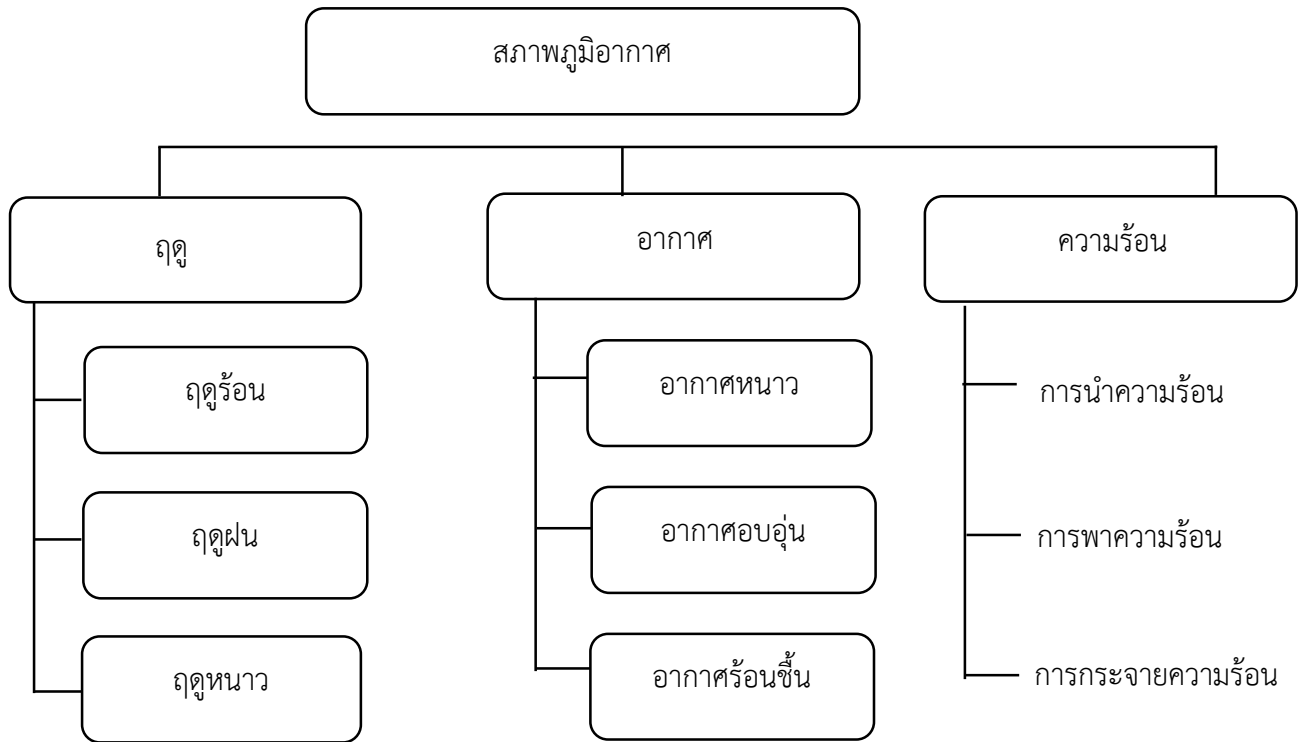 สภาพภูมิอากาศ
ฤดู
ฤดูร้อน
ฤดูฝน
ฤดูหนาว
อากาศ
อากาศหนาว
อากาศอบอุ่น
อากาศร้อนชื้น
ความร้อน
การนำความร้อน
การพาความร้อน
การกระจายความร้อน